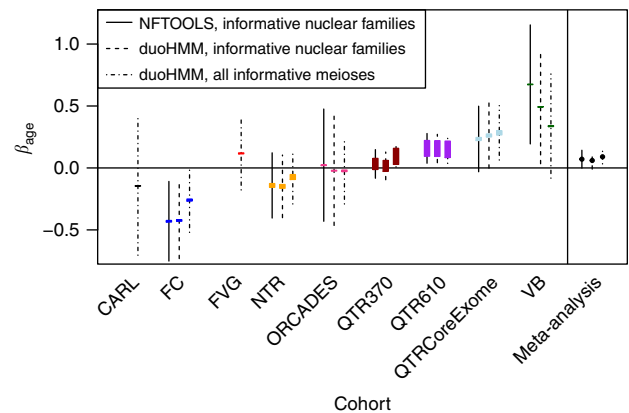 NFTOOLS, informative nuclear families
duoHMM, informative nuclear families
duoHMM, all informative meioses
1.0
0.5
0.0
−0.5
βage
CARL
FC
FVG
NTR
ORCADES
QTR370
QTR610
QTRCoreExome
VB
Meta-analysis
Cohort